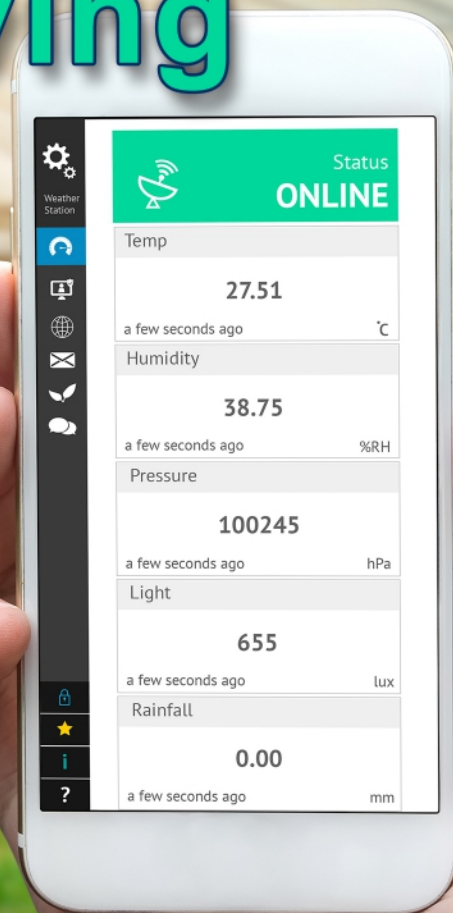 ying
Weather
Station
Status
ONLINE
Temp
27.51
a few seconds ago
°C
Humidity
38.75
a few seconds ago
%RH
Pressure
100245
a few seconds ago
hPa
Light
655
a few seconds ago
lux
Rainfall
0.00
a few seconds ago
mm
i
?